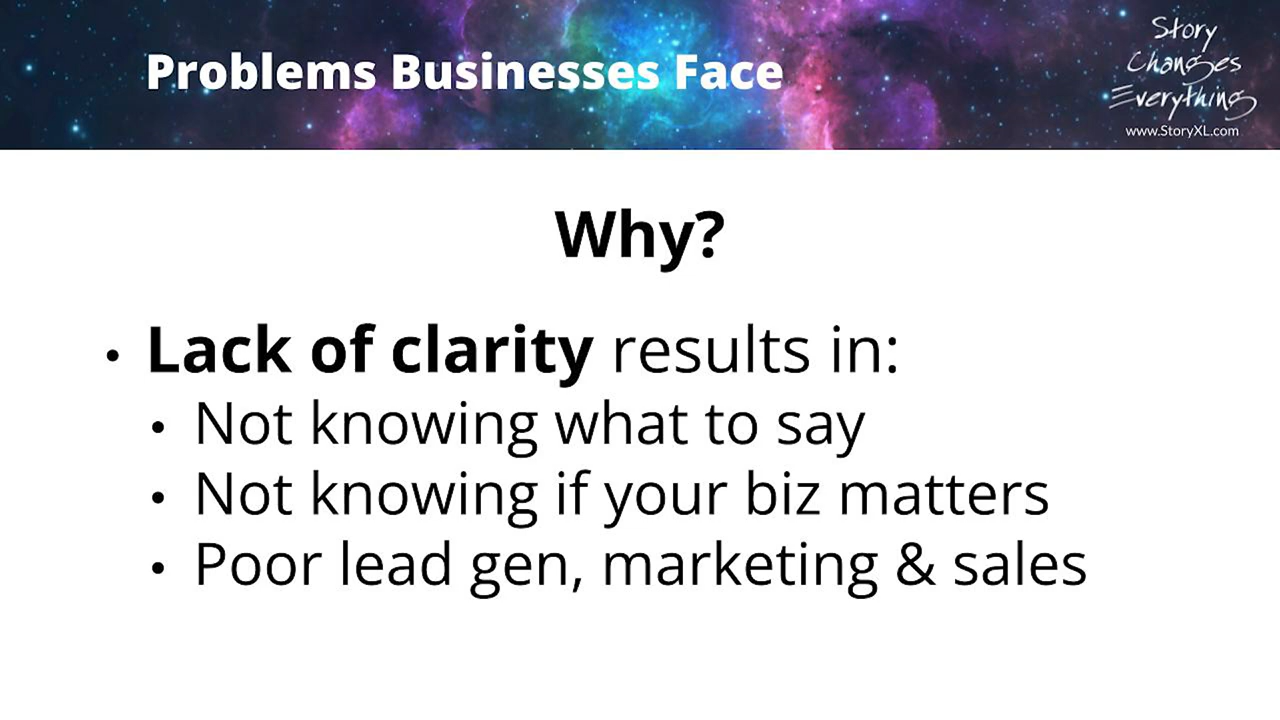 Problems Businesses Face
Story
Changes
Everything
www.StoryXL.com
Why?
• Lack of clarity results in:
• Not knowing what to say
• Not knowing if your biz matters
• Poor lead gen, marketing & sales